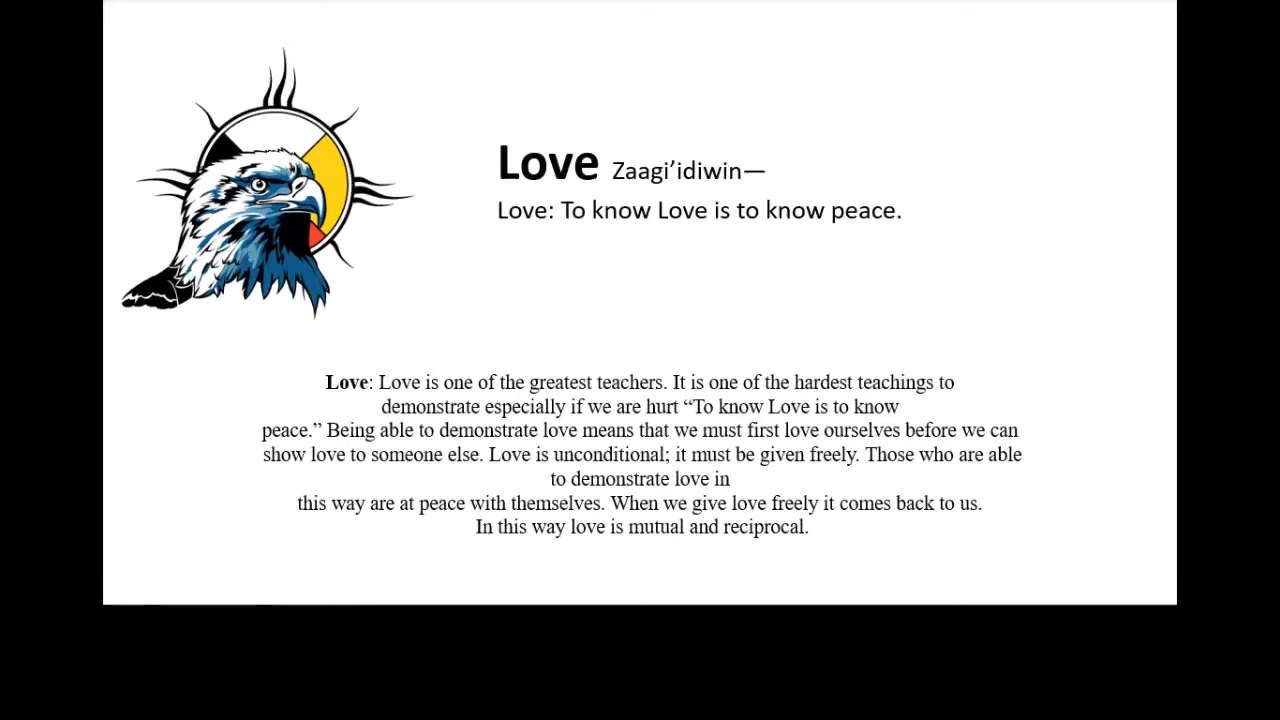 Love Zaagi’idiwin—
Love: To know Love is to know peace.
Love: Love is one of the greatest teachers. It is one of the hardest teachings to
demonstrate especially if we are hurt “To know Love is to know
peace.” Being able to demonstrate love means that we must first love ourselves before we can
show love to someone else. Love is unconditional; it must be given freely. Those who are able
to demonstrate love in
this way are at peace with themselves. When we give love freely it comes back to us.
In this way love is mutual and reciprocal.